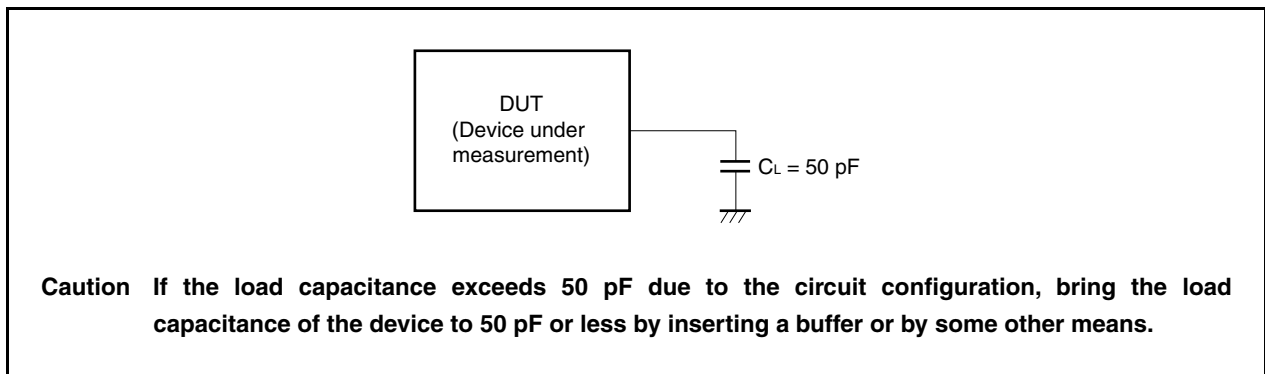 DUT
(Device under
measurement)
CL = 50 pF
Caution If the load capacitance exceeds 50 pF due to the circuit configuration, bring the load
capacitance of the device to 50 pF or less by inserting a buffer or by some other means.